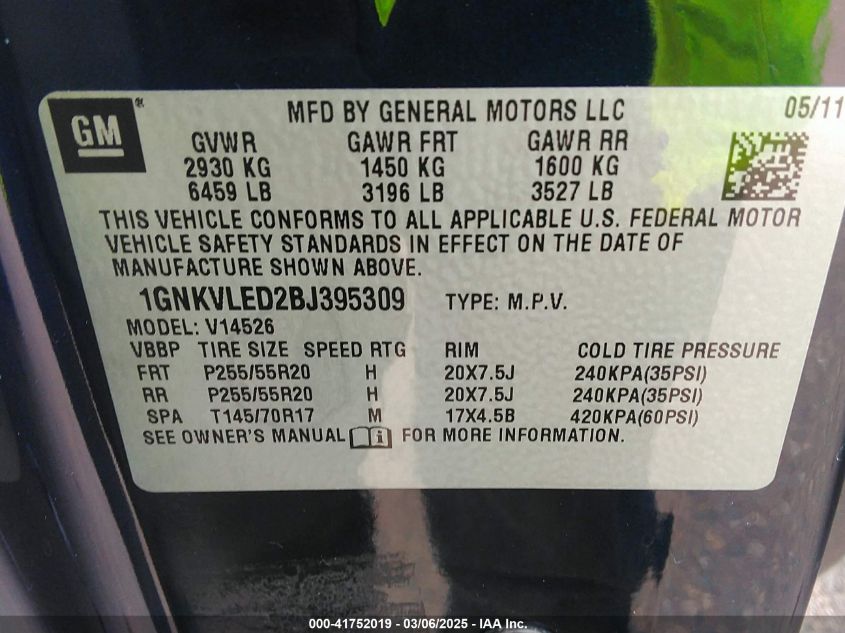 GM® MFD BY GENERAL MOTORS LLC 05/11
GVWR GAWR FRT GAWR RR
2930 KG 1450 KG 1600 KG
6459 LB 3196 LB 3527 LB
THIS VEHICLE CONFORMS TO ALL APPLICABLE U.S. FEDERAL MOTOR
VEHICLE SAFETY STANDARDS IN EFFECT ON THE DATE OF
MANUFACTURE SHOWN ABOVE.
1GNKVLED2BJ395309 TYPE: M.P.V.
MODEL: V14526
VBBP TIRE SIZE SPEED RTG RIM COLD TIRE PRESSURE
FRT P255/55R20 H 20X7.5J 240KPA(35PSI)
RR P255/55R20 H 20X7.5J 240KPA(35PSI)
SPA T145/70R17 M 17X4.5B 420KPA(60PSI)
SEE OWNER'S MANUAL i FOR MORE INFORMATION.
000-41752019 - 03/06/2025 - IAA Inc.